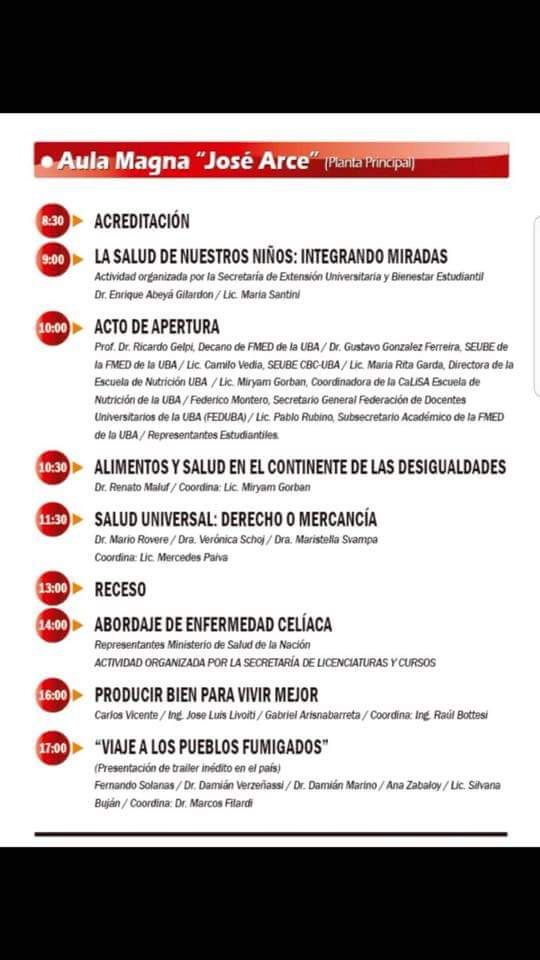 Aula Magna "José Arce" (Planta Principal)
8:30 ACREDITACIÓN
9:00 LA SALUD DE NUESTROS NIÑOS: INTEGRANDO MIRADAS
Actividad organizada por la Secretaría de Extensión Universitaria y Bienestar Estudiantil
Dr. Enrique Abeyá Gilardon / Lic. Maria Santini
10:00 ACTO DE APERTURA
Prof. Dr. Ricardo Gelpi, Decano de FMED de la UBA / Dr. Gustavo Gonzalez Ferreira, SEUBE de
la FMED de la UBA / Lic. Camilo Vedia, SEUBE CBC-UBA / Lic. Maria Rita Garda, Directora de la
Escuela de Nutrición UBA / Lic. Miryam Gorban, Coordinadora de la CaLiSA Escuela de
Nutrición de la UBA / Federico Montero, Secretario General Federación de Docentes
Universitarios de la UBA (FEDUBA) / Lic. Pablo Rubino, Subsecretario Académico de la FMED
de la UBA / Representantes Estudiantiles.
10:30 ALIMENTOS Y SALUD EN EL CONTINENTE DE LAS DESIGUALDADES
Dr. Renato Maluf / Coordina: Lic. Miryam Gorban
11:30 SALUD UNIVERSAL: DERECHO O MERCANCÍA
Dr. Mario Rovere / Dra. Verónica Schoj / Dra. Maristella Svampa
Coordina: Lic. Mercedes Paiva
13:00 RECESO
14:00 ABORDAJE DE ENFERMEDAD CELÍACA
Representantes Ministerio de Salud de la Nación
ACTIVIDAD ORGANIZADA POR LA SECRETARÍA DE LICENCIATURAS Y CURSOS
16:00 PRODUCIR BIEN PARA VIVIR MEJOR
Carlos Vicente / Ing. Jose Luis Livoiti / Gabriel Arisnabarreta / Coordina: Ing. Raúl Bottesi
17:00 "VIAJE A LOS PUEBLOS FUMIGADOS"
(Presentación de trailer inédito en el país)
Fernando Solanas / Dr. Damián Verzeñassi / Dr. Damián Marino / Ana Zabaloy / Lic. Silvana
Buján / Coordina: Dr. Marcos Filardi